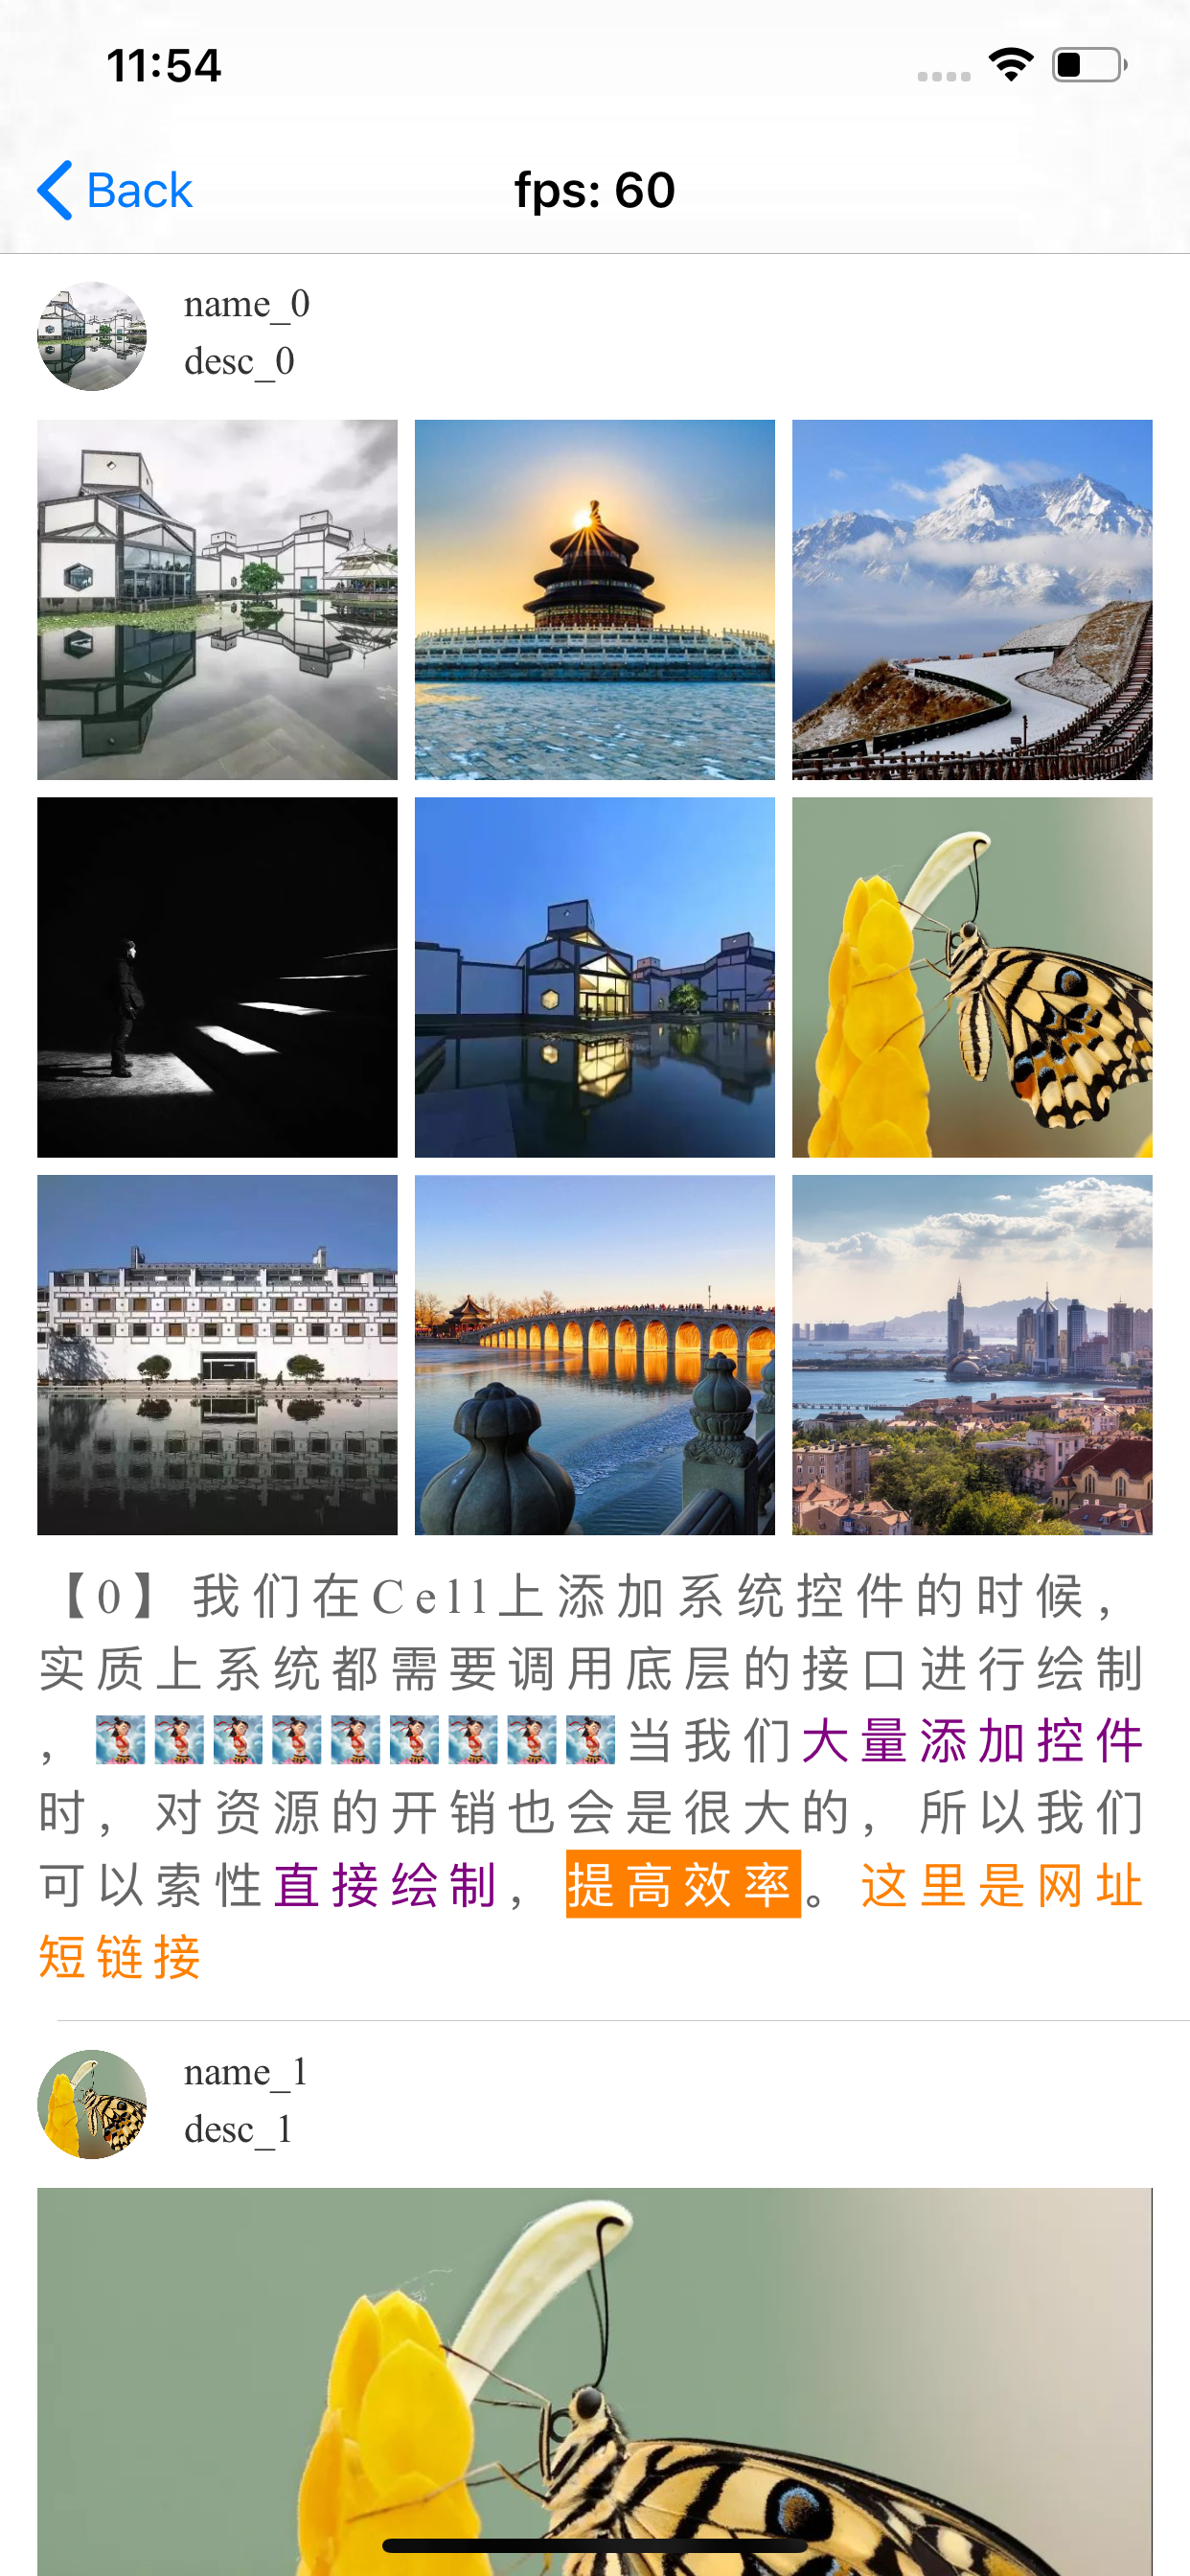 11:54
Back
fps: 60
name_0
desc_0
【0】我们在Cell上添加系统控件的时候，
实质上系统都需要调用底层的接口进行绘制
，当我们大量添加控件
时，对资源的开销也会是很大的，所以我们
可以索性直接绘制，提高效率。这里是网址
短链接
name_1
desc_1